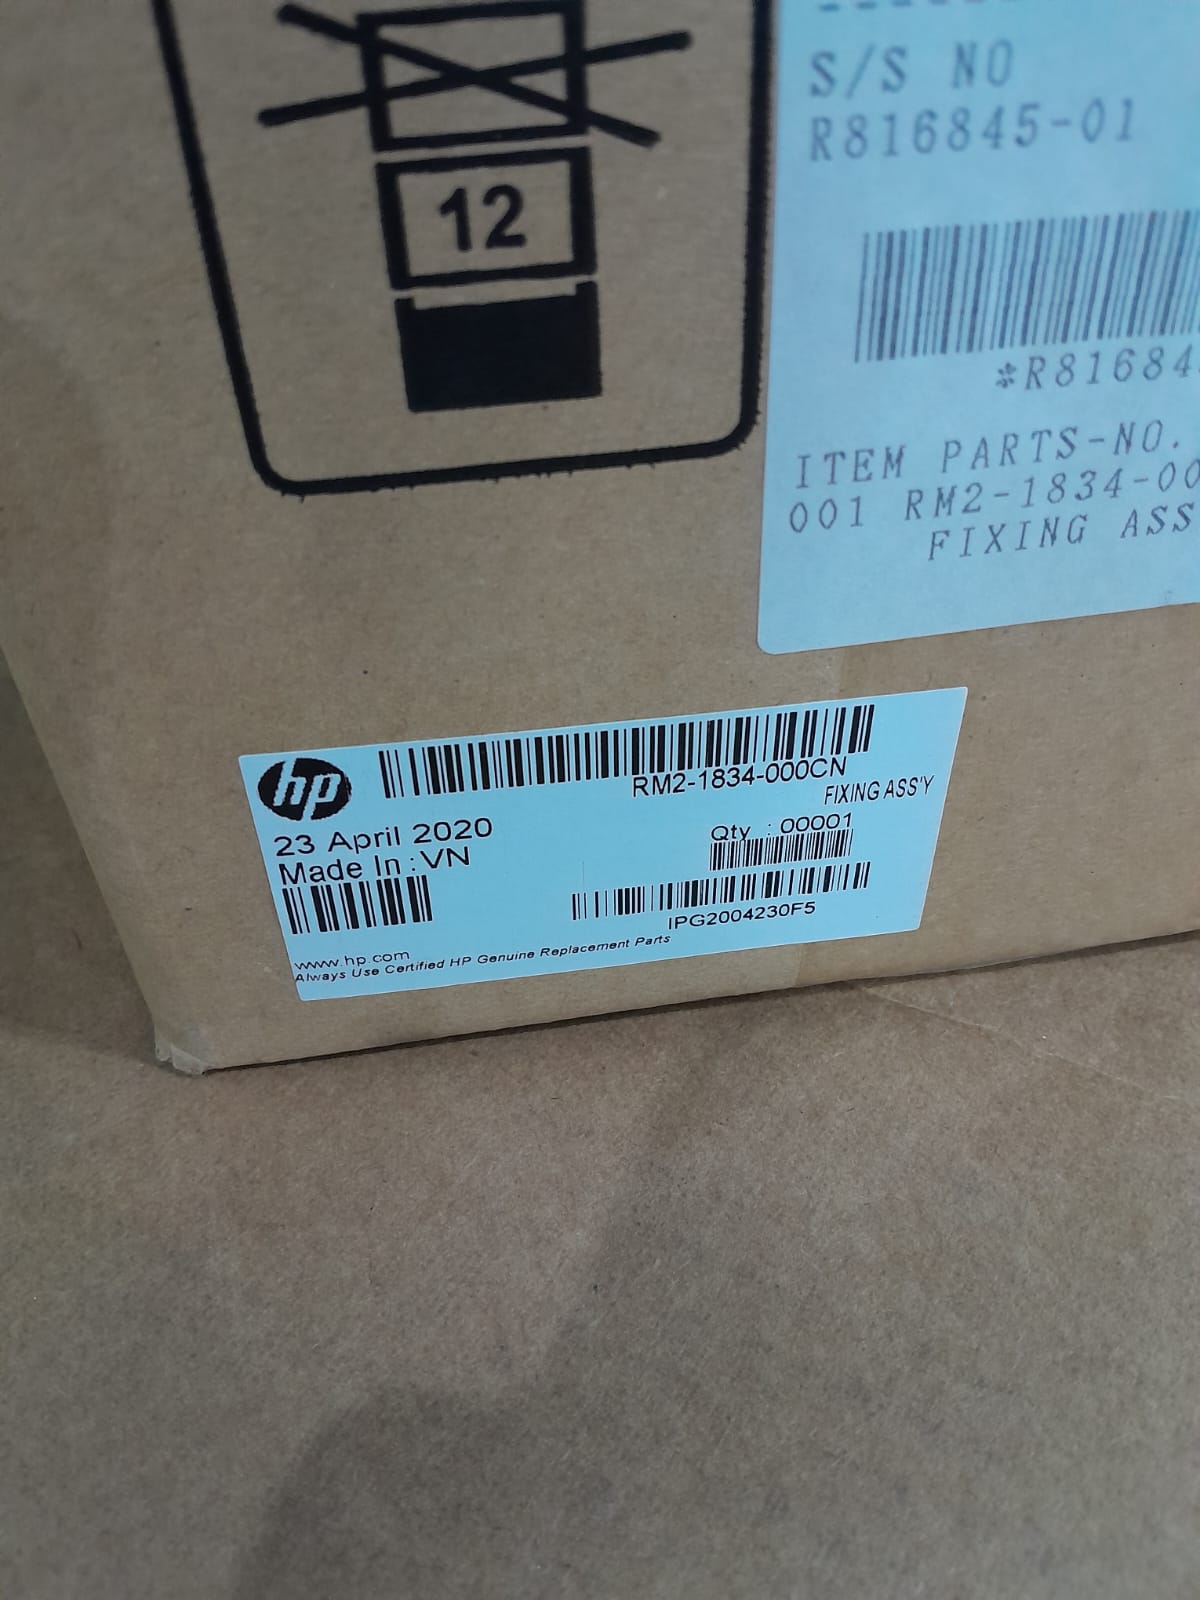 12
S/S NO
R816845-01
*R81684
ITEM PARTS-NO.
001 RM2-1834-00
FIXING ASS
hp
RM2-1834-000CN
FIXING ASS'Y
23 April 2020
Qty : 00001
Made In : VN
IPG2004230F5
www.hp.com
Always Use Certified HP Genuine Replacement Parts